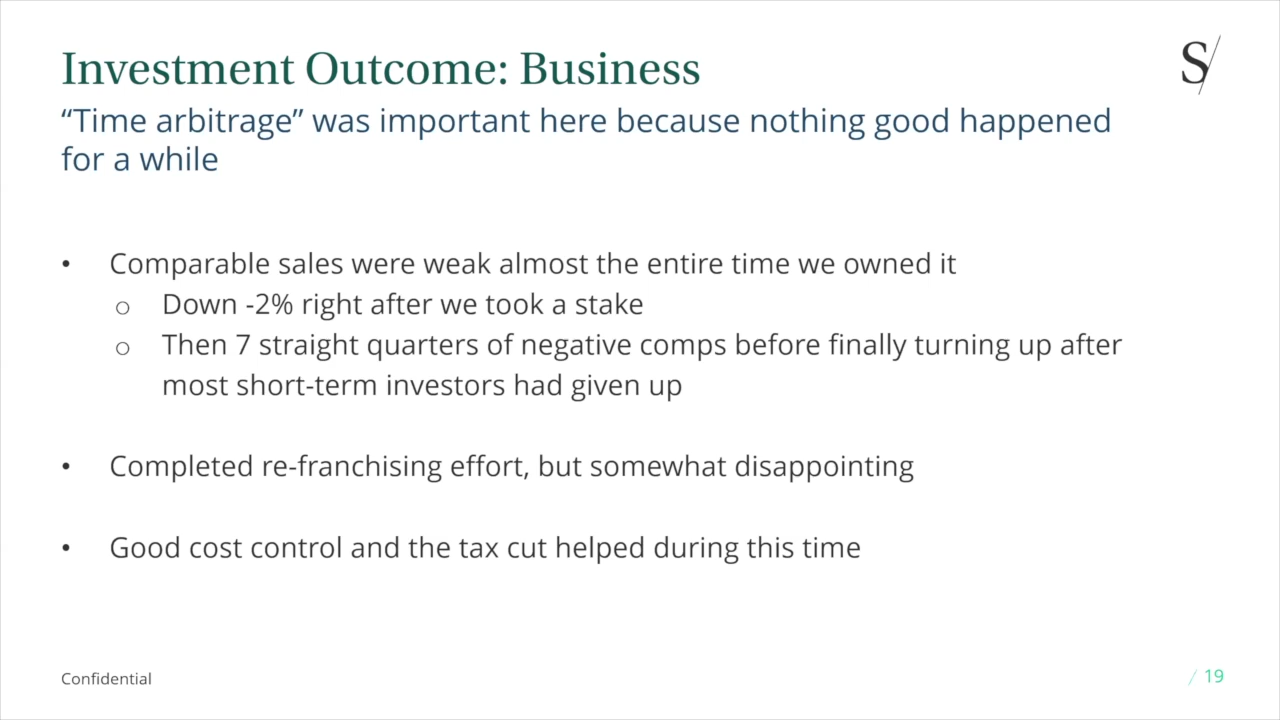 Investment Outcome: Business
S/
“Time arbitrage” was important here because nothing good happened
for a while
• Comparable sales were weak almost the entire time we owned it
o Down -2% right after we took a stake
o Then 7 straight quarters of negative comps before finally turning up after
most short-term investors had given up
• Completed re-franchising effort, but somewhat disappointing
• Good cost control and the tax cut helped during this time
Confidential
/ 19